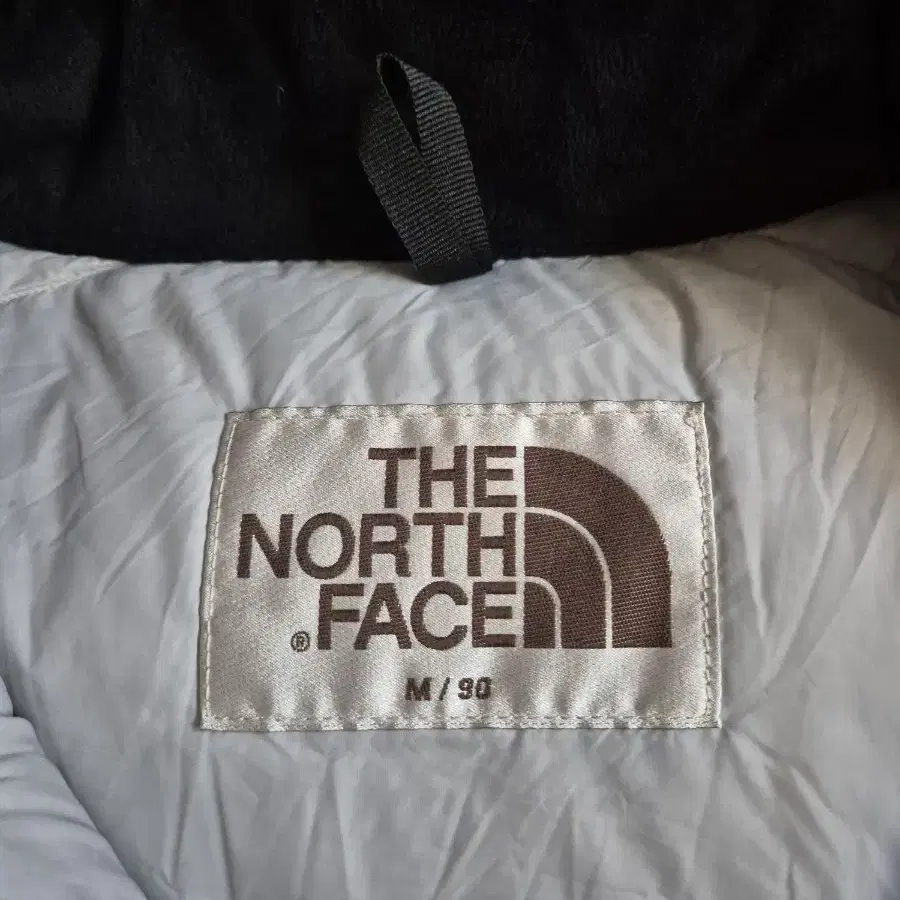 THE
NORTH
® FACE
M / 90